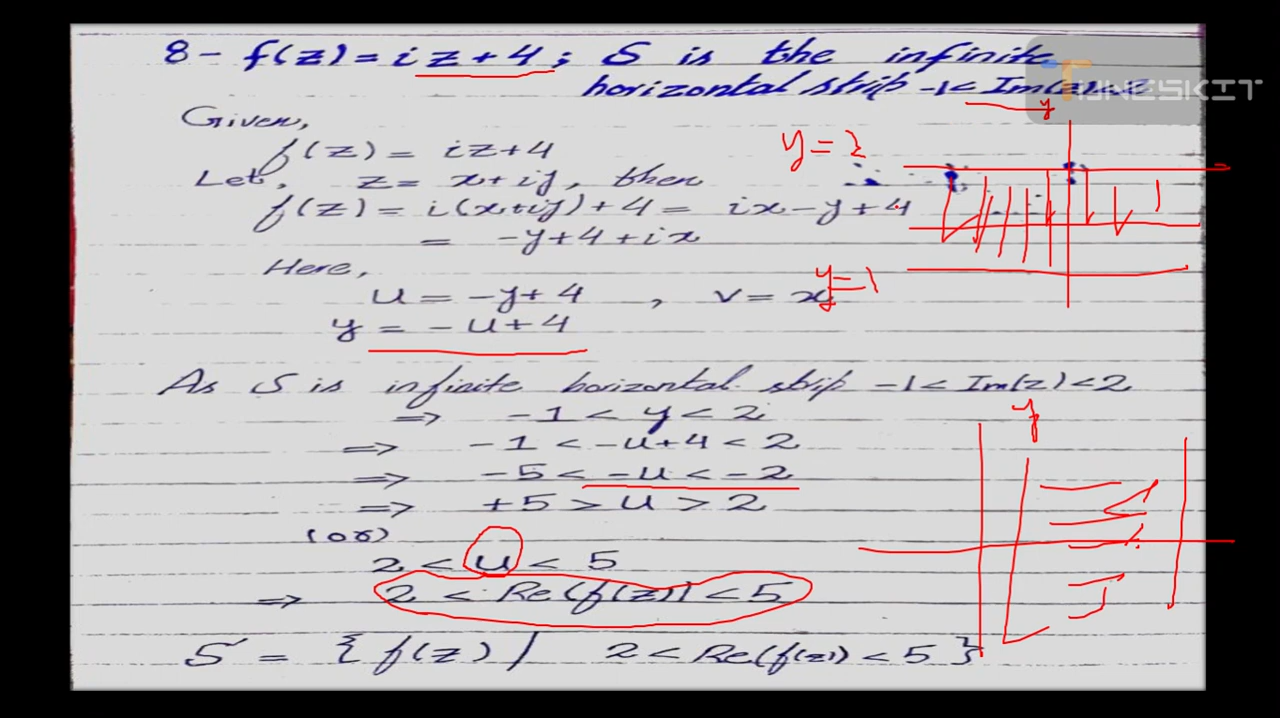 8 - f(z) = iz + 4 ; S is the infinite
horizontal strip -1 < Im(z) < 2
TUNESKIT
y
Given,
y = 2
f(z) = iz + 4
Let, z = x + iy, then
f(z) = i(x+iy) + 4 = ix - y + 4
= -y + 4 + ix
Here,
y = 1
u = -y + 4 , v = x
y = -u + 4
As S is infinite horizontal strip -1 < Im(z) < 2
y
=> -1 < y < 2
=> -1 < -u+4 < 2
=> -5 < -u < -2
=> +5 > u > 2
(or)
2 < u < 5
=> 2 < Re(f(z)) < 5
S = { f(z) / 2 < Re(f(z)) < 5 }